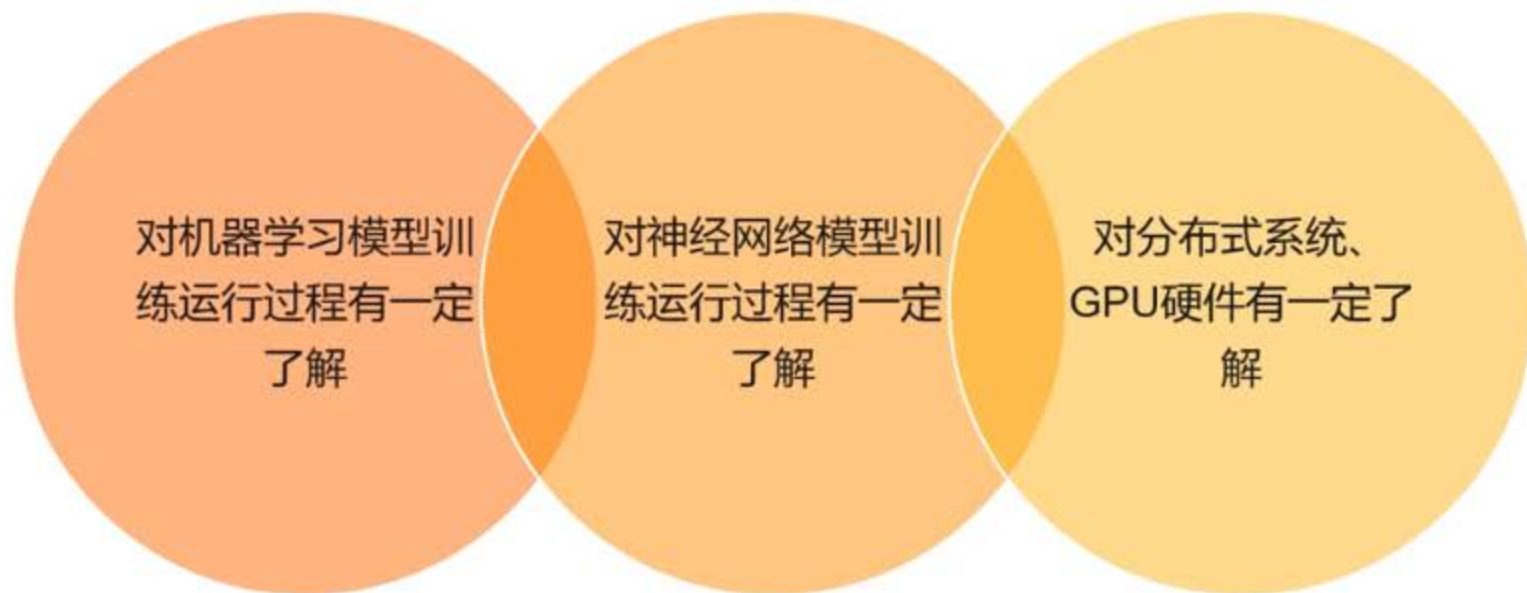 对机器学习模型训
练运行过程有一定
了解
对神经网络模型训
练运行过程有一定
了解
对分布式系统、
GPU硬件有一定了
解